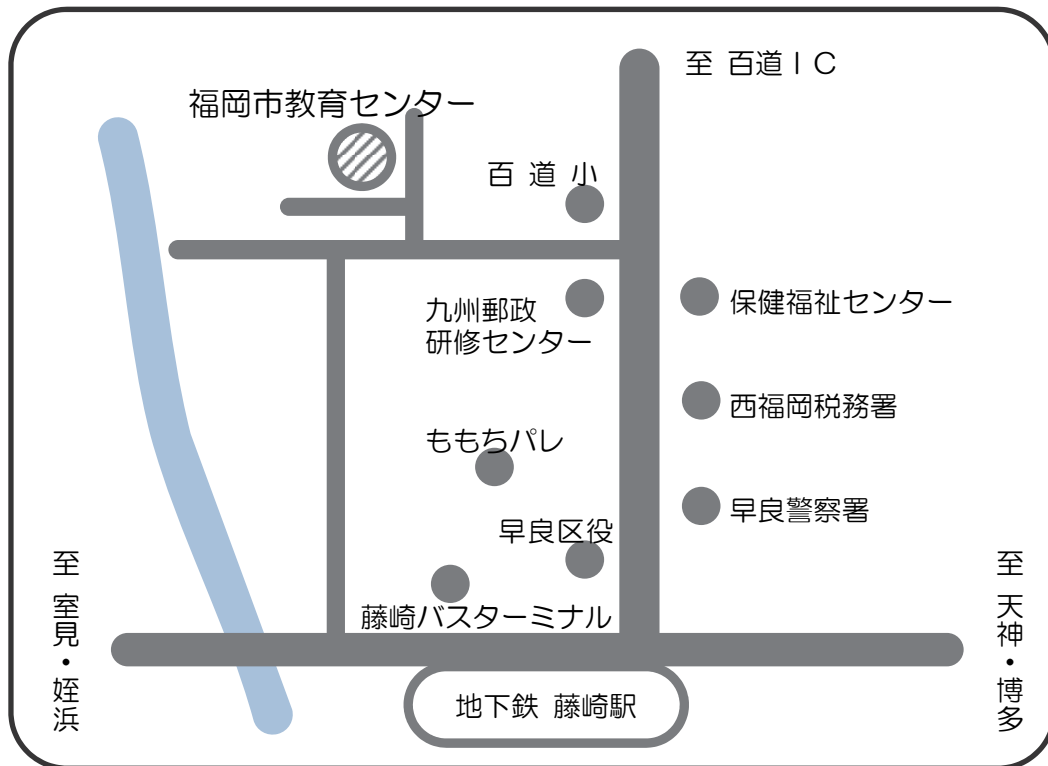 至 百道IC
福岡市教育センター
百 道 小
九州郵政
研修センター
保健福祉センター
西福岡税務署
ももちパレ
早良警察署
早良区役
藤崎バスターミナル
至 室見・姪浜
至 天神・博多
地下鉄 藤崎駅